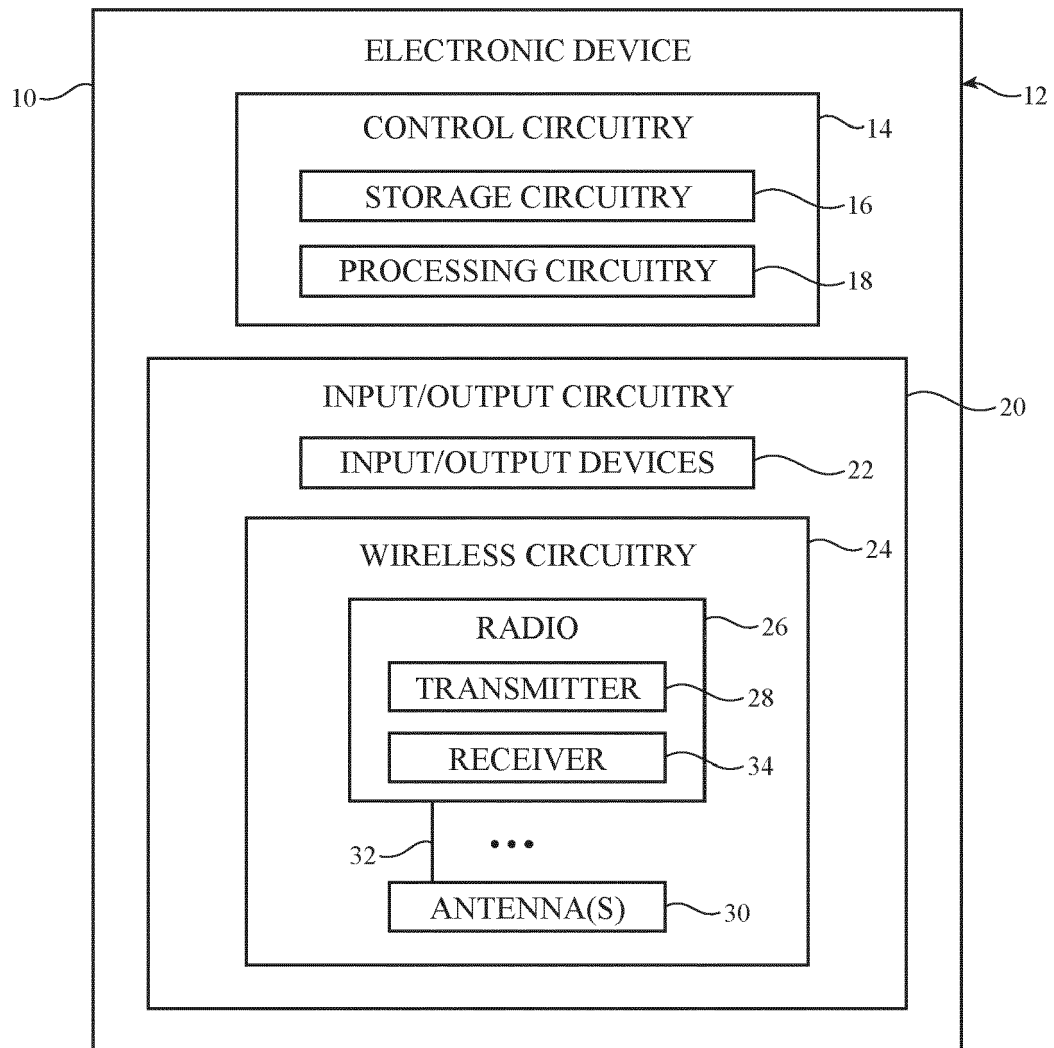 ELECTRONIC DEVICE
10
12
CONTROL CIRCUITRY
14
STORAGE CIRCUITRY
16
PROCESSING CIRCUITRY
18
INPUT/OUTPUT CIRCUITRY
20
INPUT/OUTPUT DEVICES
22
WIRELESS CIRCUITRY
24
RADIO
26
TRANSMITTER
28
RECEIVER
34
32
...
ANTENNA(S)
30